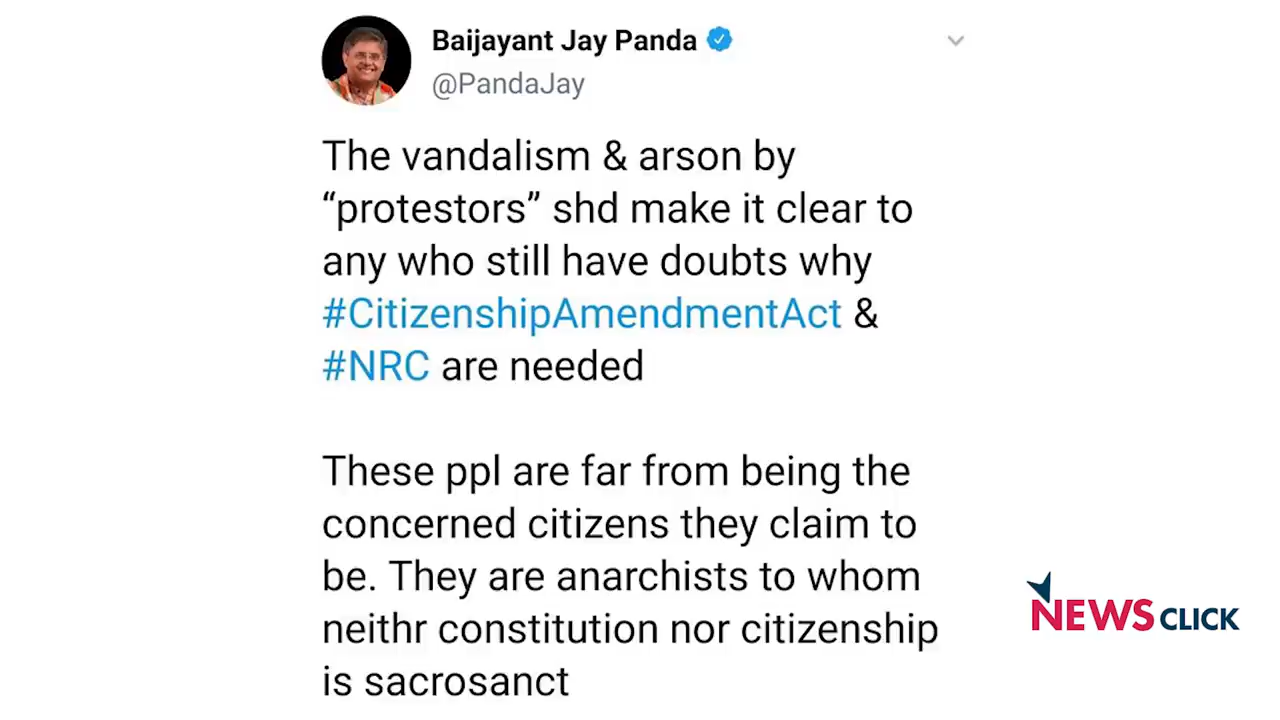 Baijayant Jay Panda
@PandaJay
The vandalism & arson by
“protestors” shd make it clear to
any who still have doubts why
#CitizenshipAmendmentAct &
#NRC are needed
These ppl are far from being the
concerned citizens they claim to
be. They are anarchists to whom
neithr constitution nor citizenship
is sacrosanct
NEWSCLICK